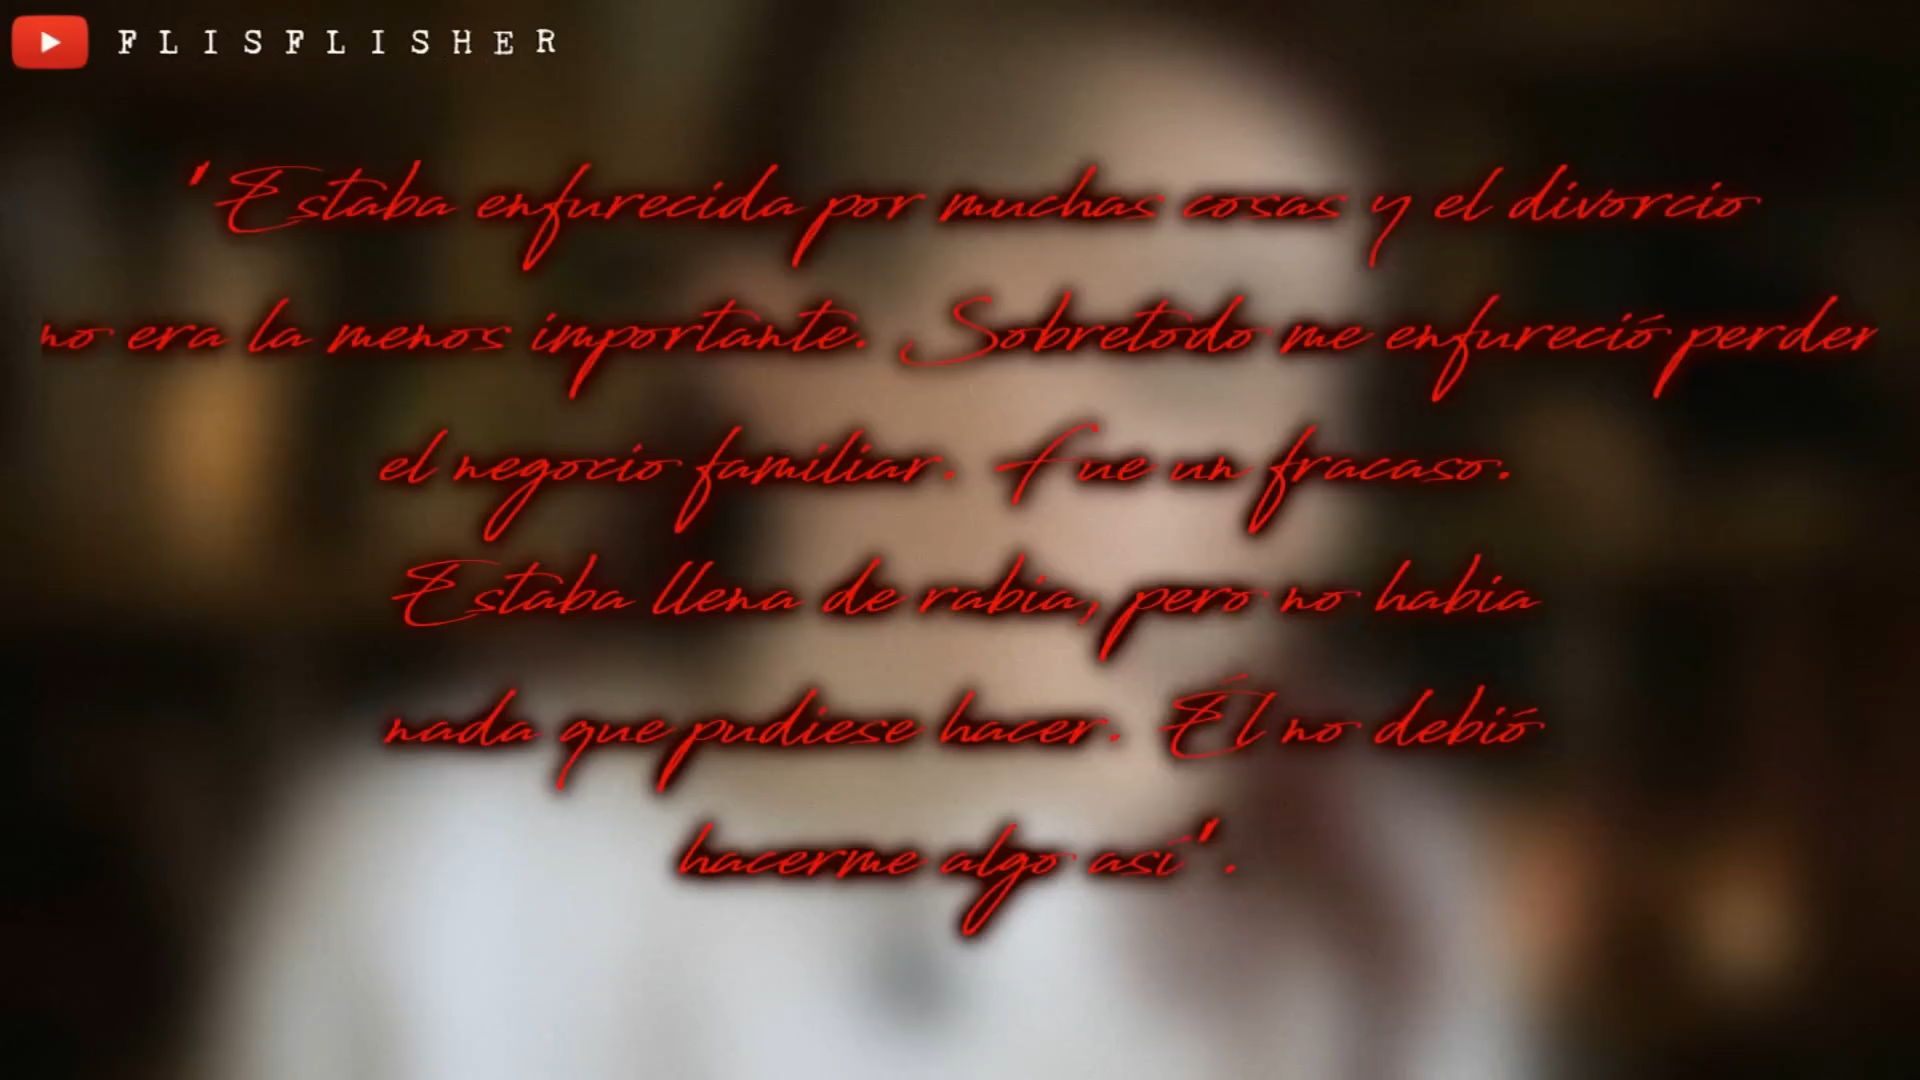 FLISFLISHER
"Estaba enfurecida por muchas cosas y el divorcio
no era la menos importante. Sobretodo me enfureció perder
el negocio familiar. Fue un fracaso.
Estaba llena de rabia, pero no había
nada que pudiese hacer. Él no debió
hacerme algo así".